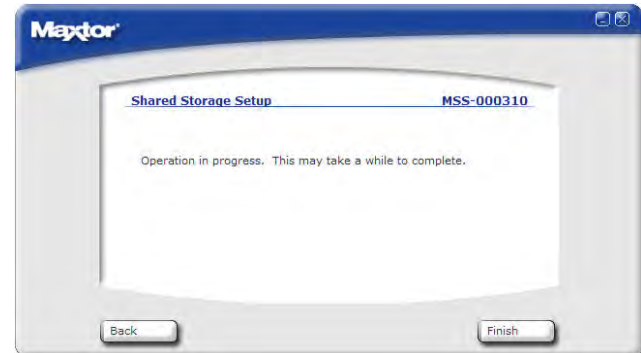 Maxtor
Shared Storage Setup MSS-000310
Operation in progress. This may take a while to complete.
Back Finish